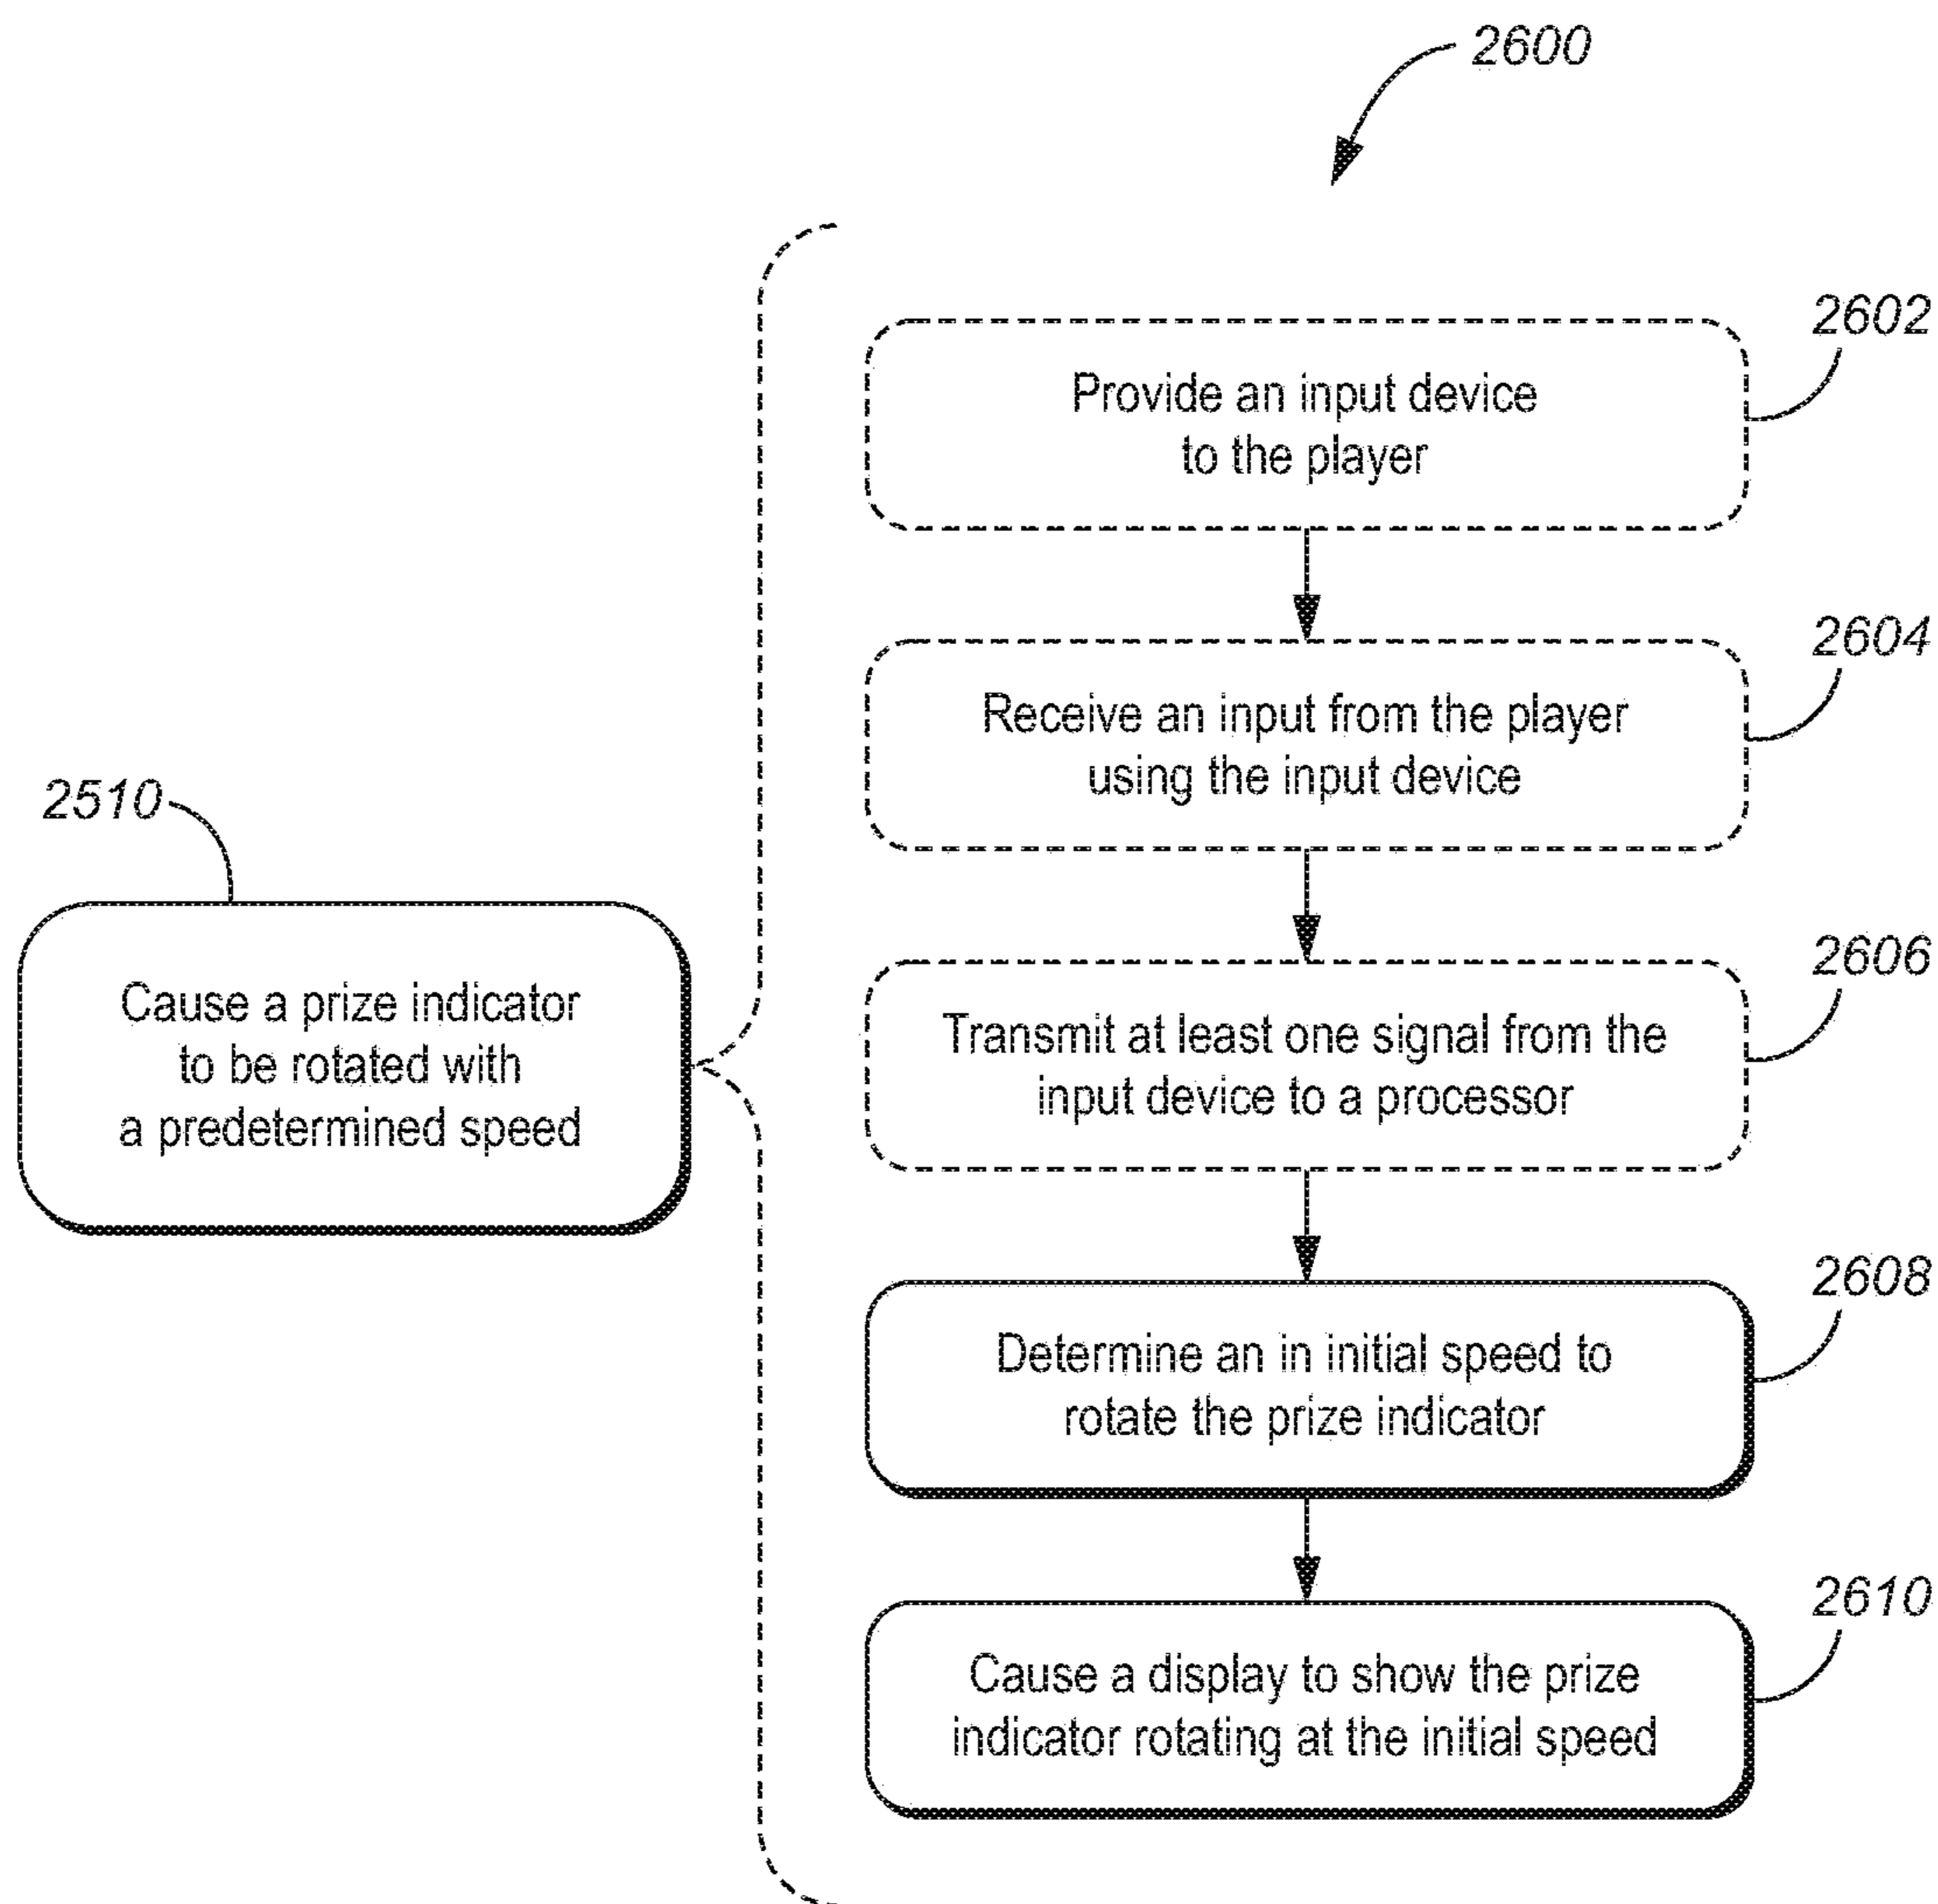 2600
2602
Provide an input device
to the player
2604
Receive an input from the player
using the input device
2510
Cause a prize indicator
to be rotated with
a predetermined speed
2606
Transmit at least one signal from the
input device to a processor
2608
Determine an in initial speed to
rotate the prize indicator
2610
Cause a display to show the prize
indicator rotating at the initial speed